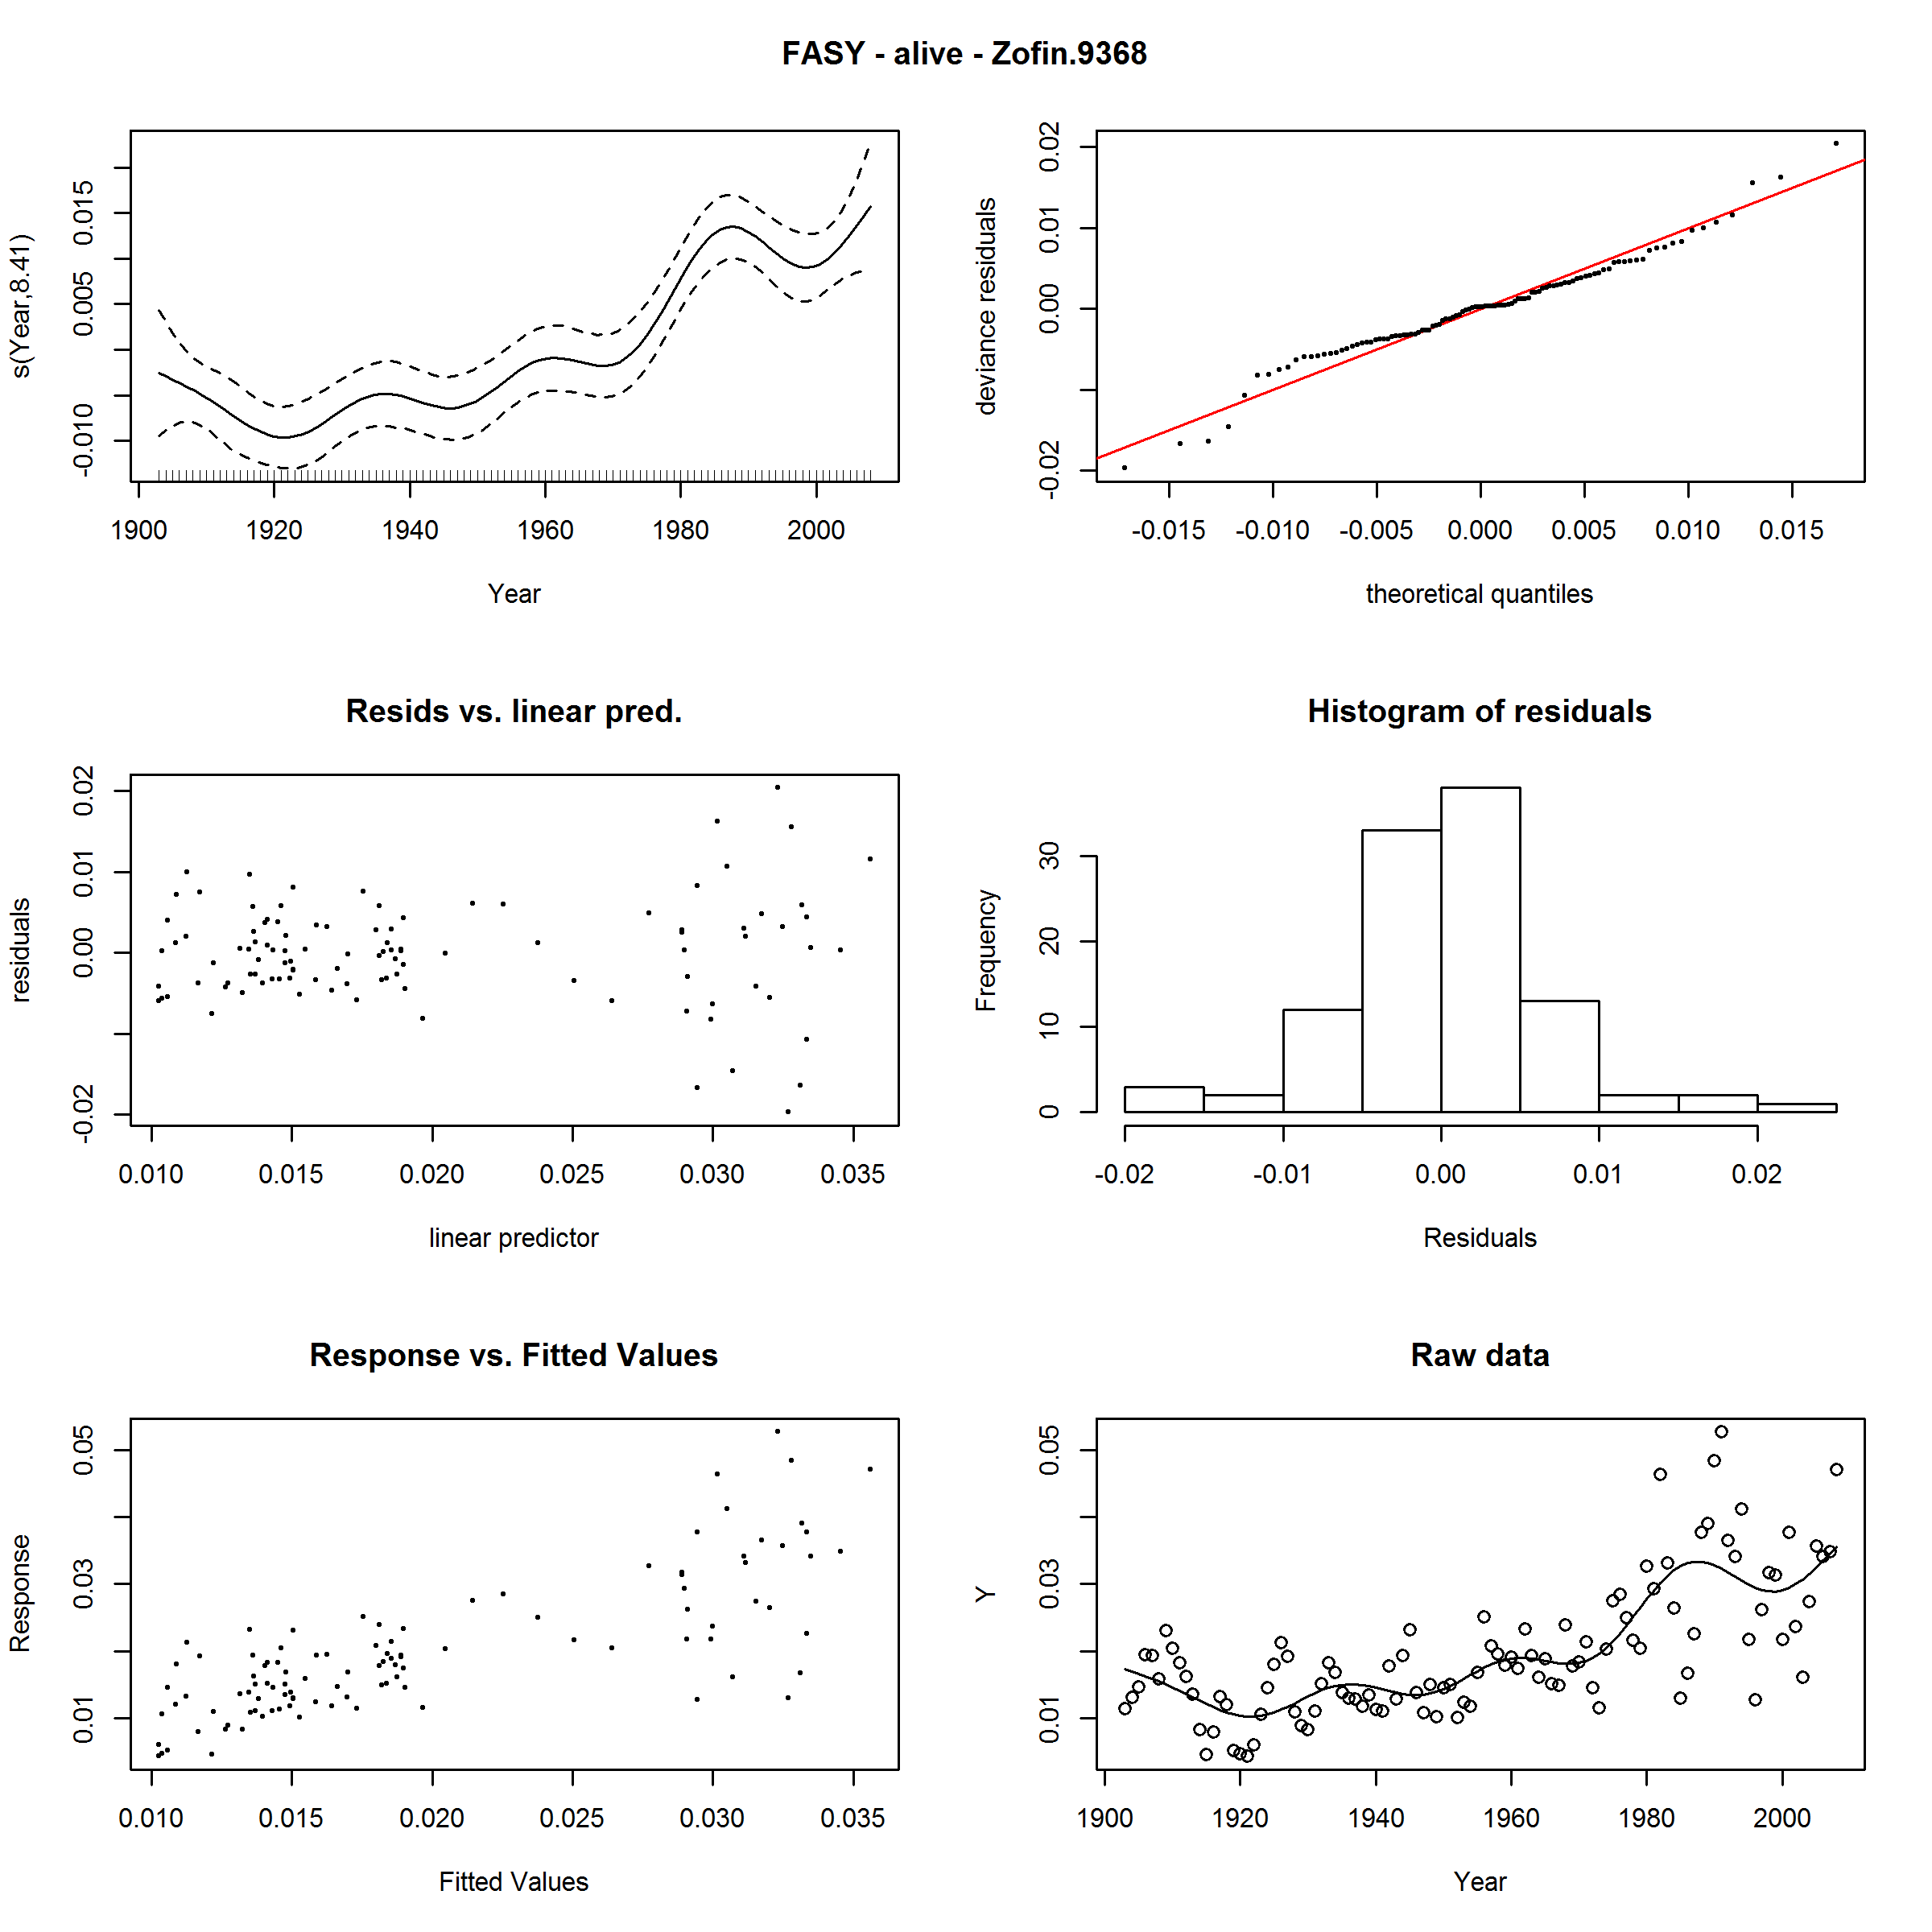 FASY - alive - Zofin.9368
s(Year,8.41)
-0.010 0.005 0.015
1900 1920 1940 1960 1980 2000
Year
deviance residuals
-0.02 0.00 0.01 0.02
-0.015 -0.010 -0.005 0.000 0.005 0.010 0.015
theoretical quantiles
Resids vs. linear pred.
residuals
-0.02 0.00 0.01 0.02
0.010 0.015 0.020 0.025 0.030 0.035
linear predictor
Histogram of residuals
Frequency
0 10 20 30
-0.02 -0.01 0.00 0.01 0.02
Residuals
Response vs. Fitted Values
Response
0.01 0.03 0.05
0.010 0.015 0.020 0.025 0.030 0.035
Fitted Values
Raw data
Y
0.01 0.03 0.05
1900 1920 1940 1960 1980 2000
Year